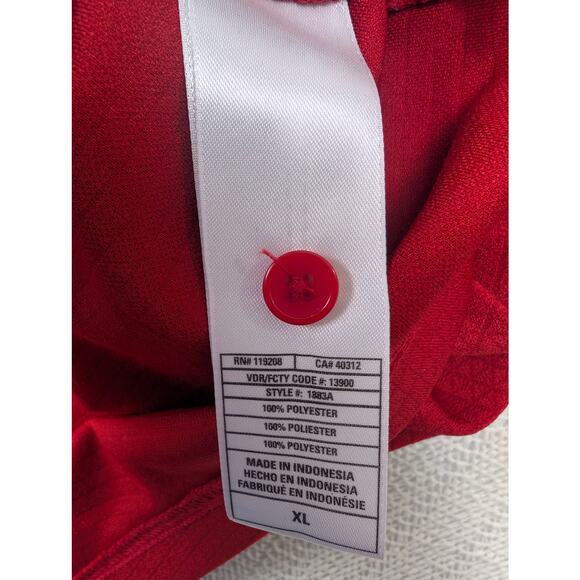 RN# 119208 CA# 40312
VDR/FCTY CODE #: 13900
STYLE #: 1883A
100% POLYESTER
100% POLIESTER
100% POLYESTER
MADE IN INDONESIA
HECHO EN INDONESIA
FABRIQUÉ EN INDONÉSIE
XL